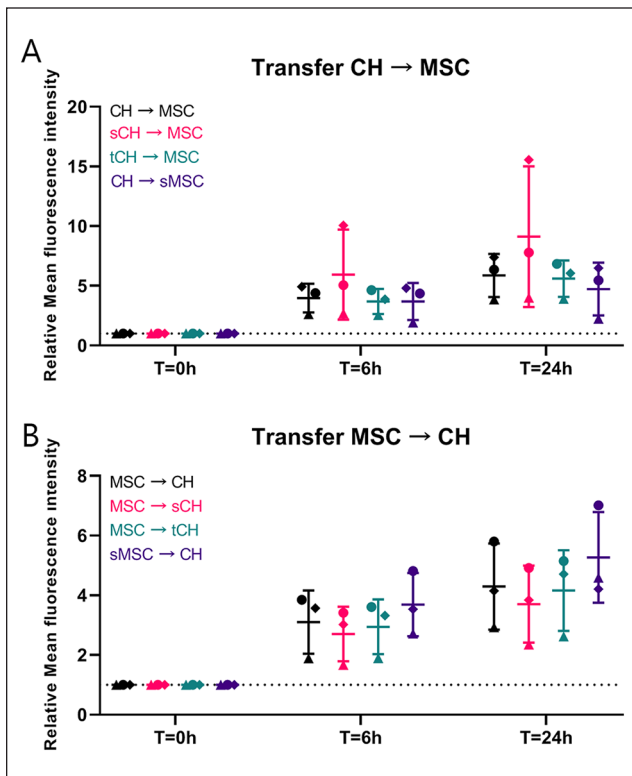 A
Transfer CH → MSC
Relative Mean fluorescence intensity
20
15
10
5
0
CH → MSC
sCH → MSC
tCH → MSC
CH → sMSC
T=0h
T=6h
T=24h
B
Transfer MSC → CH
Relative Mean fluorescence intensity
8
6
4
2
0
MSC → CH
MSC → sCH
MSC → tCH
sMSC → CH
T=0h
T=6h
T=24h